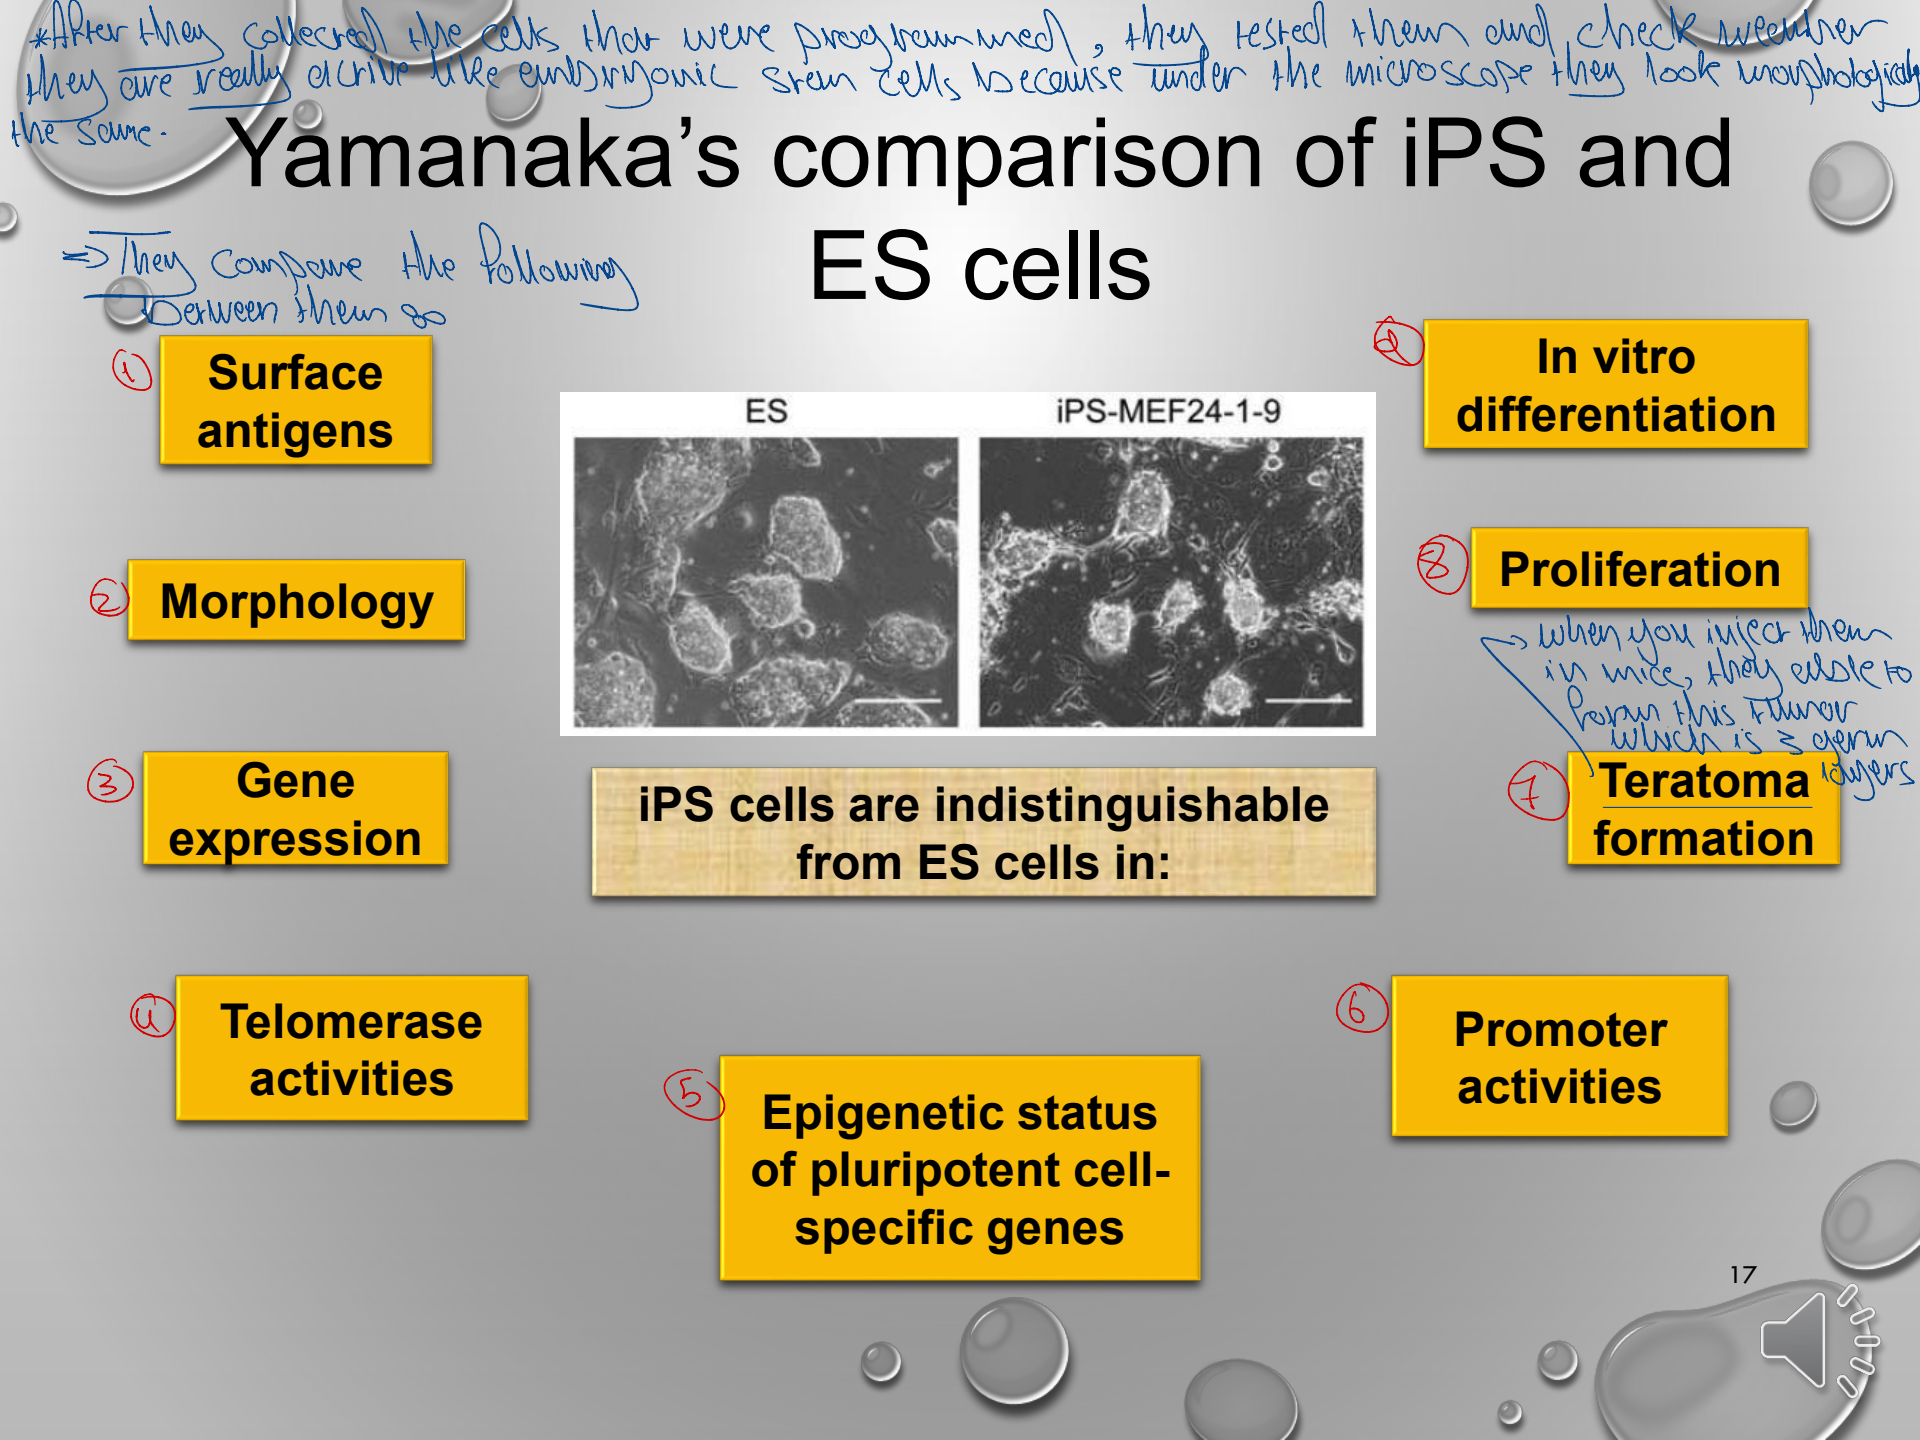 *After they collected the cells that were programmed, they tested them and check weather
they are really active like embryonic stem cells because under the microscope they look morphologically
the same.
Yamanaka's comparison of iPS and
ES cells
=> They compare the following
between them
1
Surface
antigens
2
Morphology
3
Gene
expression
4
Telomerase
activities
5
Epigenetic status
of pluripotent cell-
specific genes
6
Promoter
activities
7
Teratoma
formation
8
Proliferation
→ when you inject them
in mice, they able to
form this tumor
which is 3 germ
layers
In vitro
differentiation
ES
iPS-MEF24-1-9
iPS cells are indistinguishable
from ES cells in:
17